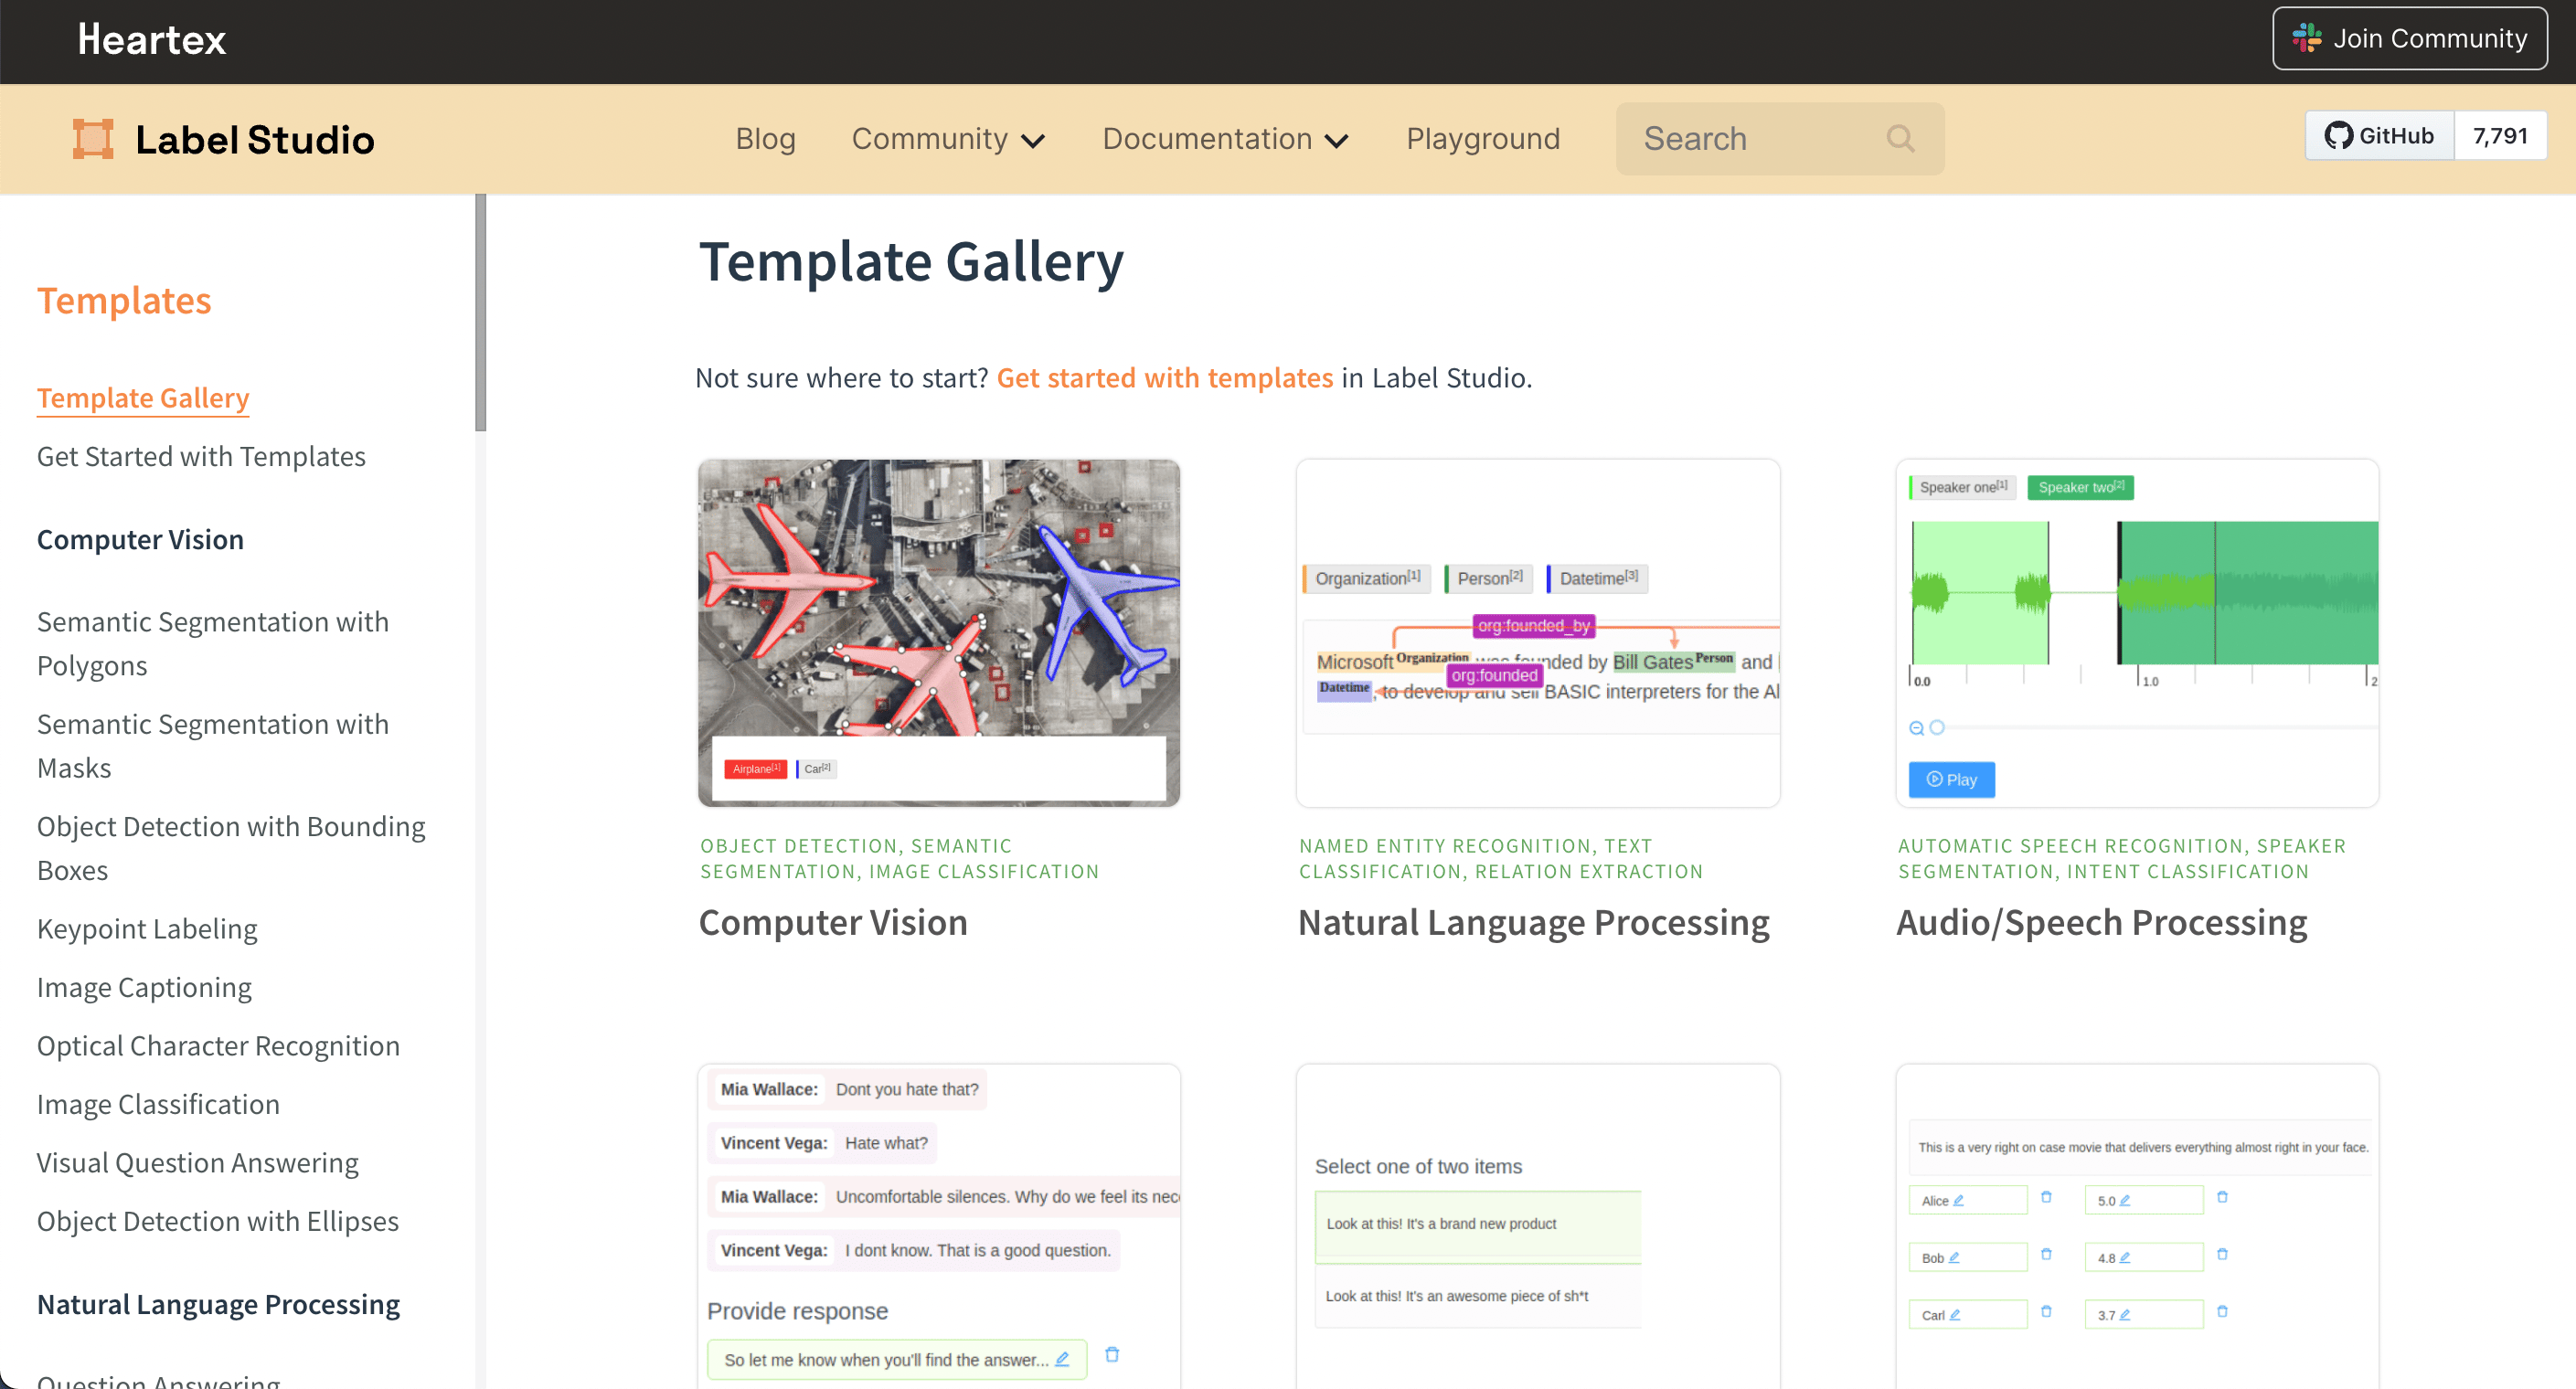 Heartex
Join Community
Label Studio
Blog
Community
Documentation
Playground
Search
GitHub
7,791
Templates
Template Gallery
Get Started with Templates
Computer Vision
Semantic Segmentation with
Polygons
Semantic Segmentation with
Masks
Object Detection with Bounding
Boxes
Keypoint Labeling
Image Captioning
Optical Character Recognition
Image Classification
Visual Question Answering
Object Detection with Ellipses
Natural Language Processing
Question Answering
Template Gallery
Not sure where to start? Get started with templates in Label Studio.
Airplane[1]
Car[2]
OBJECT DETECTION, SEMANTIC
SEGMENTATION, IMAGE CLASSIFICATION
Computer Vision
Organization[1]
Person[2]
Datetime[3]
org:founded_by
Microsoft Organization was founded by Bill Gates Person and
org:founded
Datetime, to develop and sell BASIC interpreters for the Al
NAMED ENTITY RECOGNITION, TEXT
CLASSIFICATION, RELATION EXTRACTION
Natural Language Processing
Speaker one[1]
Speaker two[2]
0.0
1.0
2
Play
AUTOMATIC SPEECH RECOGNITION, SPEAKER
SEGMENTATION, INTENT CLASSIFICATION
Audio/Speech Processing
Mia Wallace: Dont you hate that?
Vincent Vega: Hate what?
Mia Wallace: Uncomfortable silences. Why do we feel its nec
Vincent Vega: I dont know. That is a good question.
Provide response
So let me know when you'll find the answer...
Select one of two items
Look at this! It's a brand new product
Look at this! It's an awesome piece of sh*t
This is a very right on case movie that delivers everything almost right in your face.
Alice
5.0
Bob
4.8
Carl
3.7